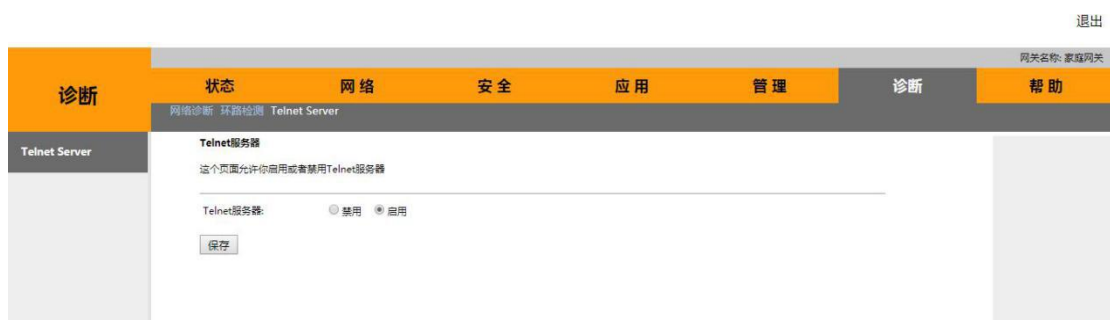 退出
网关名称: 家庭网关
诊断
状态 网络 安全 应用 管理 诊断 帮助
网络诊断 环路检测 Telnet Server
Telnet Server
Telnet服务器
这个页面允许你启用或者禁用Telnet服务器
Telnet服务器: 禁用 启用
保存